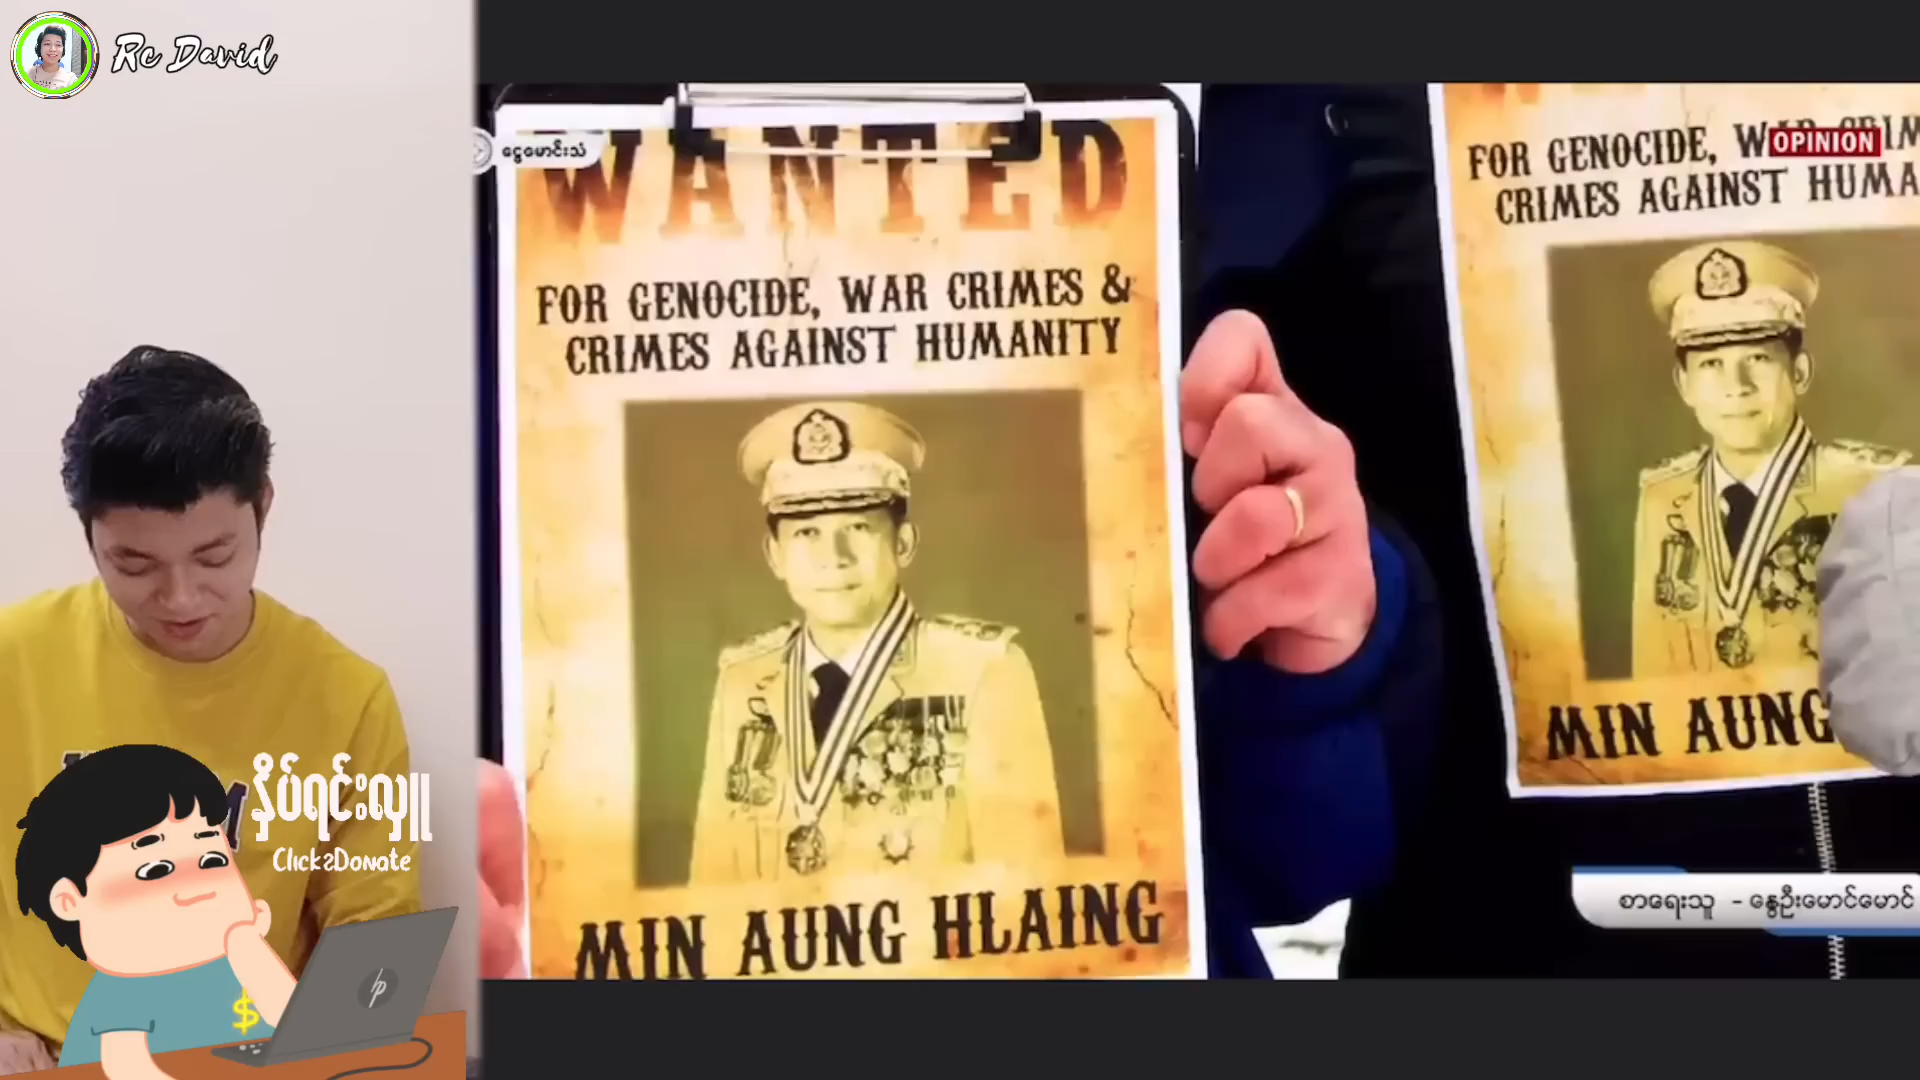 Rc David
ငွေမောင်းသံ
WANTED
FOR GENOCIDE, WAR CRIMES &
CRIMES AGAINST HUMANITY
MIN AUNG HLAING
OPINION
FOR GENOCIDE,
CRIMES AGAINST
MIN AUNG
စာရေးသူ - နွေဦးမောင်မောင်
နှိပ်ရင်းလှူ
Click2Donate
$
hp